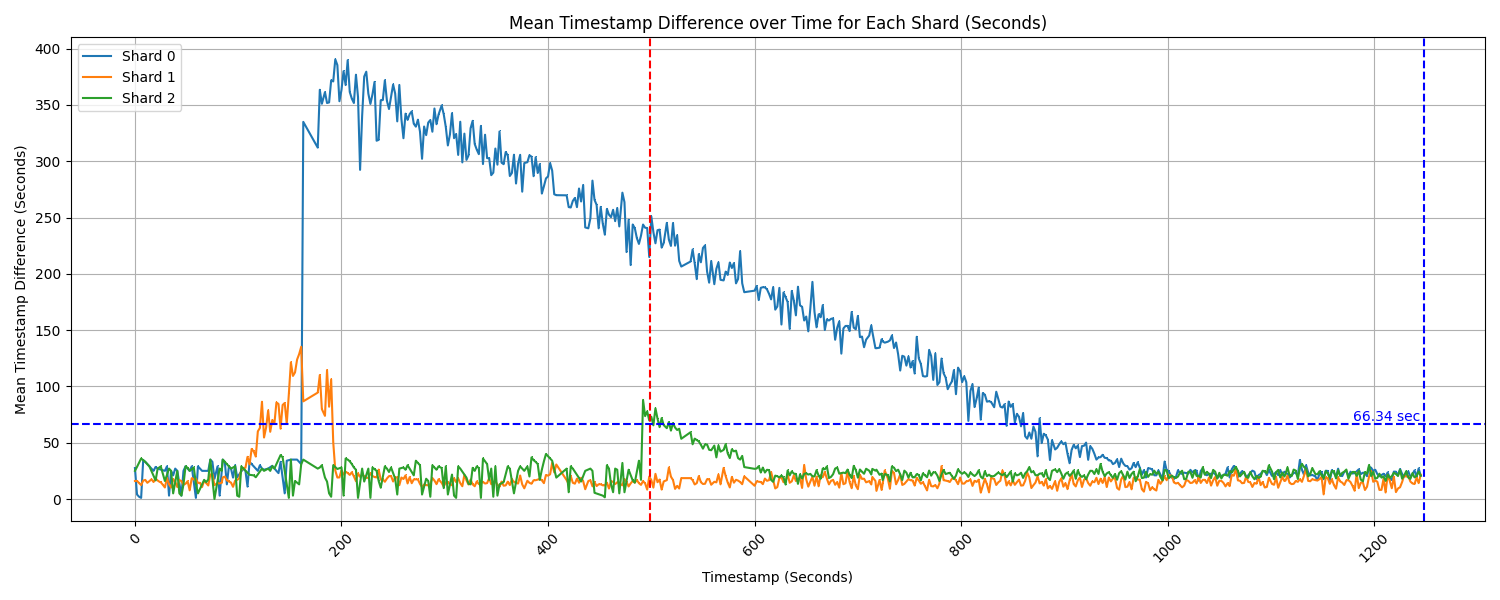 Mean Timestamp Difference over Time for Each Shard (Seconds)
Shard 0
Shard 1
Shard 2
400
350
300
250
200
150
100
50
0
Mean Timestamp Difference (Seconds)
66.34 sec
0
200
400
600
800
1000
1200
Timestamp (Seconds)